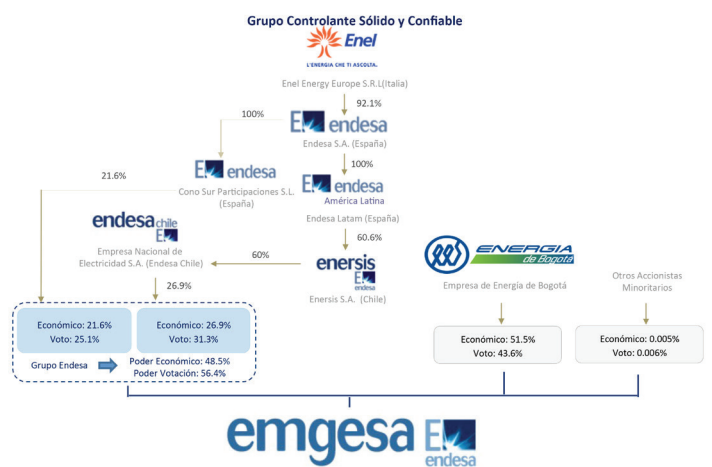 Grupo Controlante Sólido y Confiable
Enel
L'ENERGIA CHE TI ASCOLTA.
Enel Energy Europe S.R.L(Italia)
92.1%
100%
endesa
Endesa S.A. (España)
100%
21.6%
endesa
Cono Sur Participaciones S.L.
(España)
endesa
América Latina
Endesa Latam (España)
60.6%
endesa chile
Empresa Nacional de
Electricidad S.A. (Endesa Chile)
60%
enersis
endesa
Enersis S.A. (Chile)
26.9%
ENERGIA
de Bogotá
Empresa de Energía de Bogotá
Otros Accionistas
Minoritarios
Económico: 21.6%
Voto: 25.1%
Económico: 26.9%
Voto: 31.3%
Grupo Endesa
Poder Económico: 48.5%
Poder Votación: 56.4%
Económico: 51.5%
Voto: 43.6%
Económico: 0.005%
Voto: 0.006%
emgesa
endesa